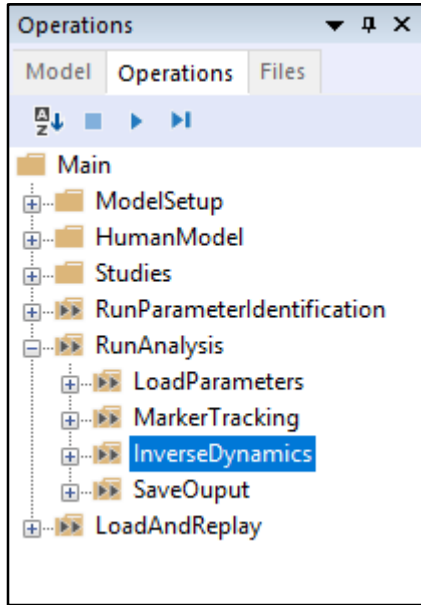 Operations
Model Operations Files
A
Z
Main
ModelSetup
HumanModel
Studies
RunParameterIdentification
RunAnalysis
LoadParameters
MarkerTracking
InverseDynamics
SaveOuput
LoadAndReplay